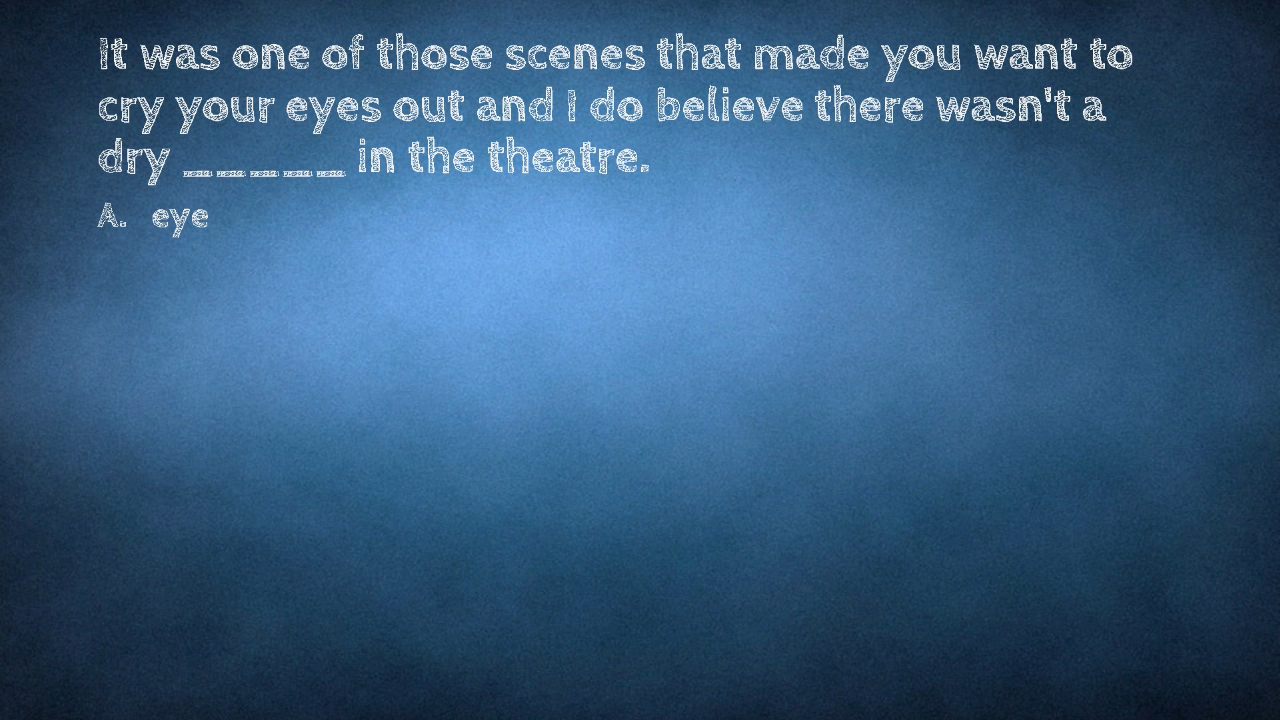 It was one of those scenes that made you want to
cry your eyes out and I do believe there wasn't a
dry _ _ _ _ _ in the theatre.
A. eye